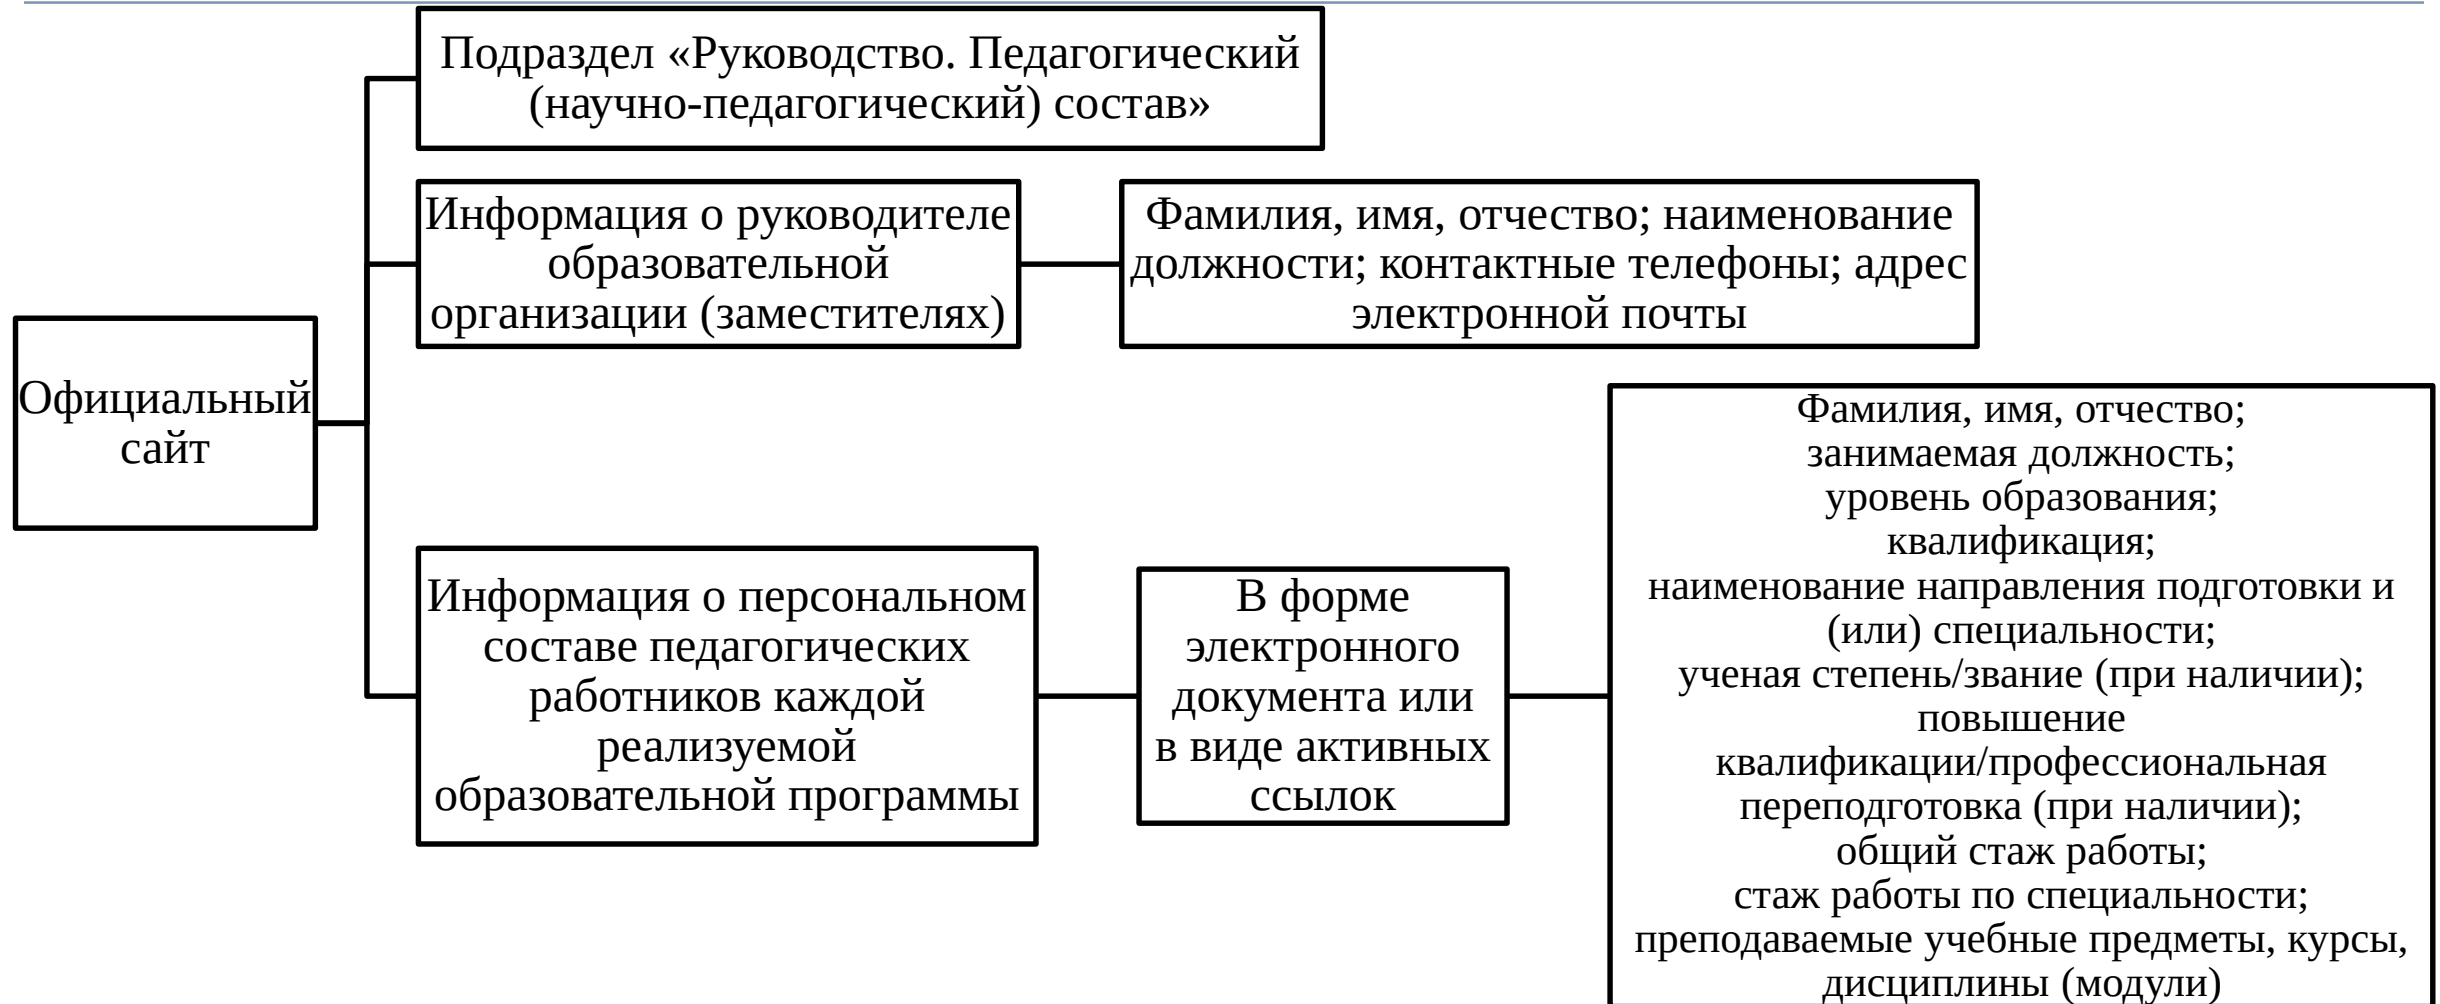 Подраздел «Руководство. Педагогический
(научно-педагогический) состав»
Информация о руководителе
образовательной
организации (заместителях)
Фамилия, имя, отчество; наименование
должности; контактные телефоны; адрес
электронной почты
Официальный
сайт
Информация о персональном
составе педагогических
работников каждой
реализуемой
образовательной программы
В форме
электронного
документа или
в виде активных
ссылок
Фамилия, имя, отчество;
занимаемая должность;
уровень образования;
квалификация;
наименование направления подготовки и
(или) специальности;
ученая степень/звание (при наличии);
повышение
квалификации/профессиональная
переподготовка (при наличии);
общий стаж работы;
стаж работы по специальности;
преподаваемые учебные предметы, курсы,
дисциплины (модули)